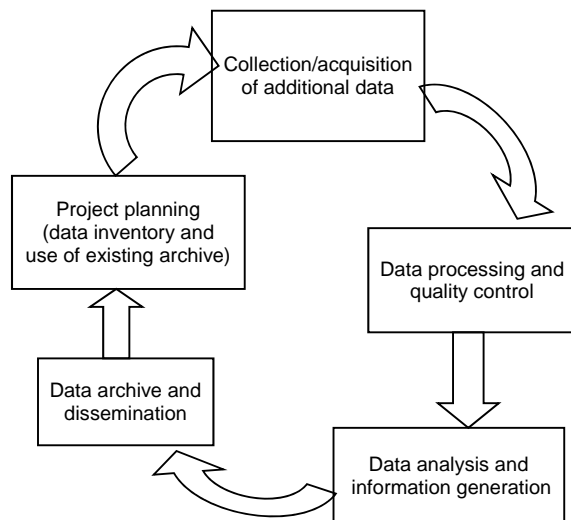 Collection/acquisition
of additional data
Project planning
(data inventory and
use of existing archive)
Data processing and
quality control
Data archive and
dissemination
Data analysis and
information generation